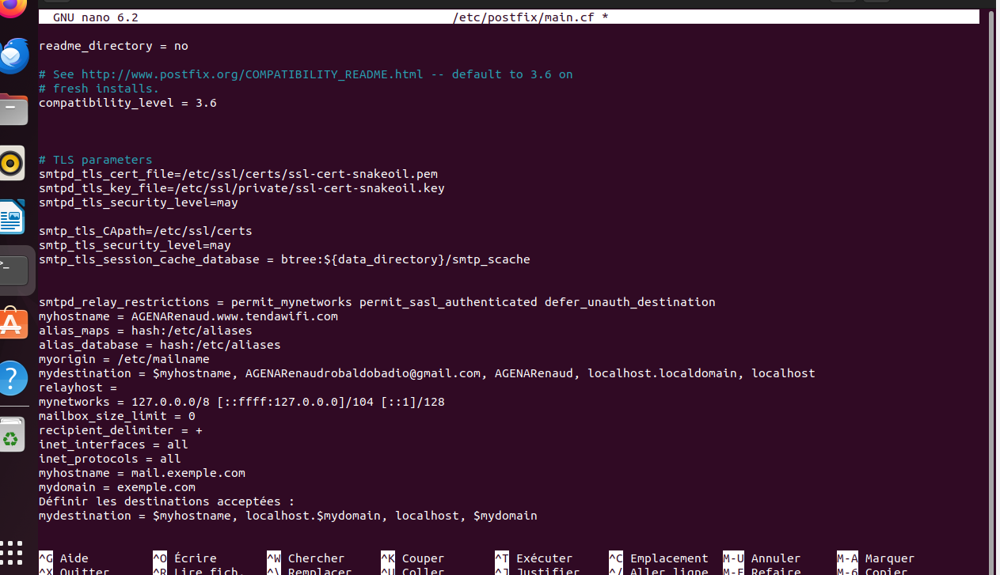 GNU nano 6.2 /etc/postfix/main.cf *
readme_directory = no
# See http://www.postfix.org/COMPATIBILITY_README.html -- default to 3.6 on
# fresh installs.
compatibility_level = 3.6
# TLS parameters
smtpd_tls_cert_file=/etc/ssl/certs/ssl-cert-snakeoil.pem
smtpd_tls_key_file=/etc/ssl/private/ssl-cert-snakeoil.key
smtpd_tls_security_level=may
smtp_tls_CApath=/etc/ssl/certs
smtp_tls_security_level=may
smtp_tls_session_cache_database = btree:${data_directory}/smtp_scache
smtpd_relay_restrictions = permit_mynetworks permit_sasl_authenticated defer_unauth_destination
myhostname = AGENARenaud.www.tendawifi.com
alias_maps = hash:/etc/aliases
alias_database = hash:/etc/aliases
myorigin = /etc/mailname
mydestination = $myhostname, AGENARenaudrobaldobadio@gmail.com, AGENARenaud, localhost.localdomain, localhost
relayhost =
mynetworks = 127.0.0.0/8 [::ffff:127.0.0.0]/104 [::1]/128
mailbox_size_limit = 0
recipient_delimiter = +
inet_interfaces = all
inet_protocols = all
myhostname = mail.exemple.com
mydomain = exemple.com
Définir les destinations acceptées :
mydestination = $myhostname, localhost.$mydomain, localhost, $mydomain
^G Aide ^O Écrire ^W Chercher ^K Couper ^T Exécuter ^C Emplacement M-U Annuler M-A Marquer
^X Quitter ^R Lire fich. ^\ Remplacer ^U Coller ^J Justifier ^/ Aller ligne M-E Refaire M-6 Copier